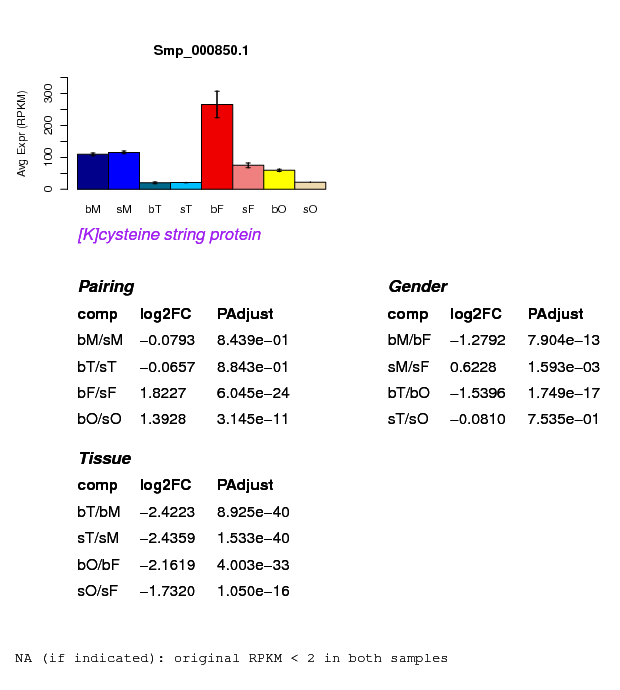 Smp_000850.1
Avg Expr (RPKM)
0 100 200 300
bM sM bT sT bF sF bO sO
[K]cysteine string protein
Pairing
comp log2FC PAdjust
bM/sM −0.0793 8.439e−01
bT/sT −0.0657 8.843e−01
bF/sF 1.8227 6.045e−24
bO/sO 1.3928 3.145e−11
Gender
comp log2FC PAdjust
bM/bF −1.2792 7.904e−13
sM/sF 0.6228 1.593e−03
bT/bO −1.5396 1.749e−17
sT/sO −0.0810 7.535e−01
Tissue
comp log2FC PAdjust
bT/bM −2.4223 8.925e−40
sT/sM −2.4359 1.533e−40
bO/bF −2.1619 4.003e−33
sO/sF −1.7320 1.050e−16
NA (if indicated): original RPKM < 2 in both samples